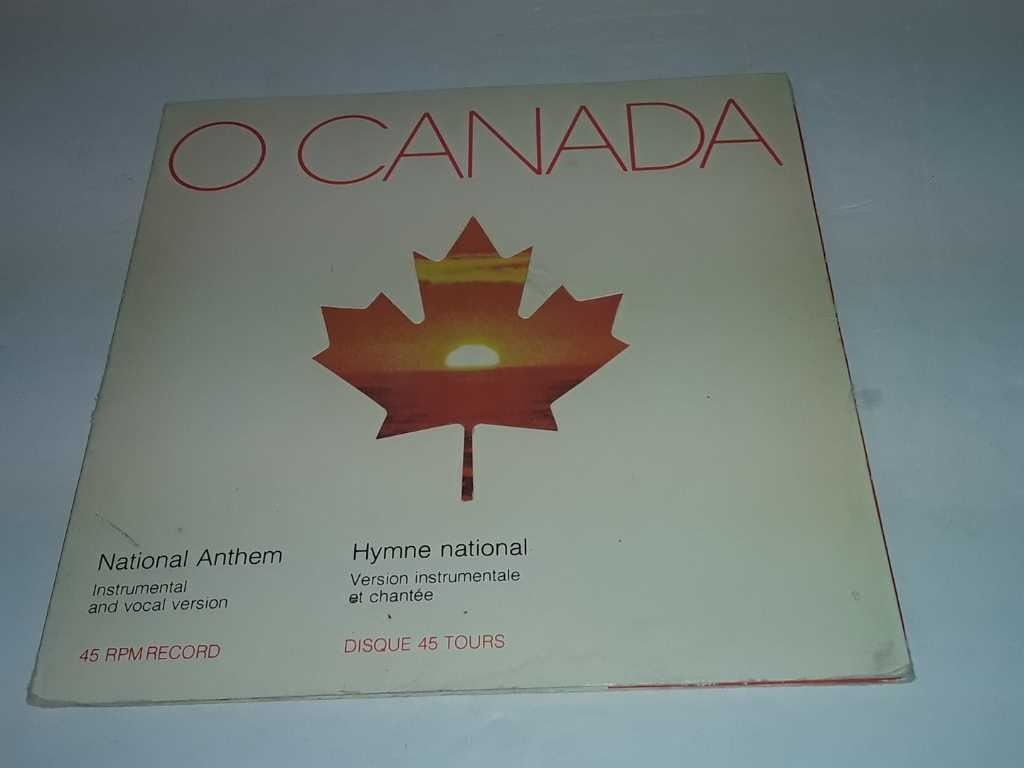 O CANADA
National Anthem
Instrumental
and vocal version
45 RPM RECORD
Hymne national
Version instrumentale
et chantée
DISQUE 45 TOURS